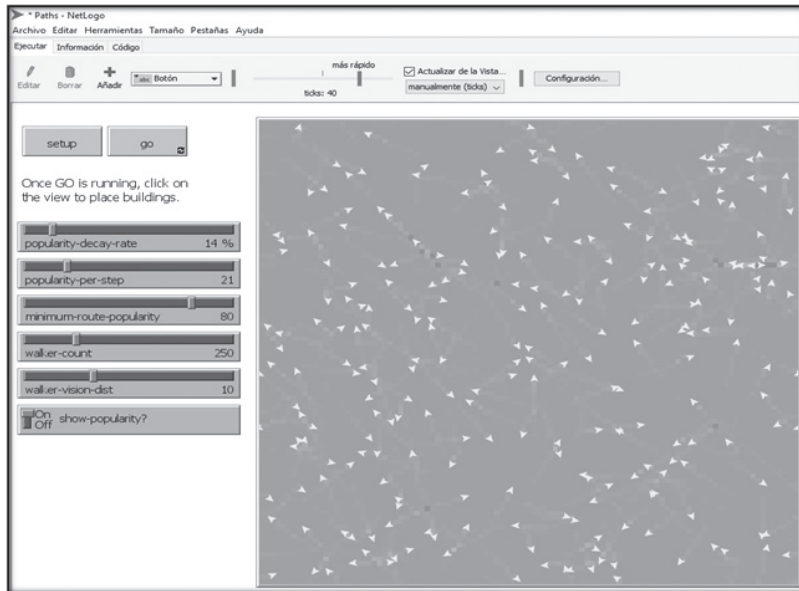 * Paths - NetLogo
Archivo Editar Herramientas Tamaño Pestañas Ayuda
Ejecutar Información Código
Editar Borrar Añadir
abc Botón
más rápido
ticks: 40
Actualizar de la Vista...
manualmente (ticks)
Configuración...
setup go
Once GO is running, click on
the view to place buildings.
popularity-decay-rate 14 %
popularity-per-step 21
minimum-route-popularity 80
walker-count 250
walker-vision-dist 10
On
Off show-popularity?